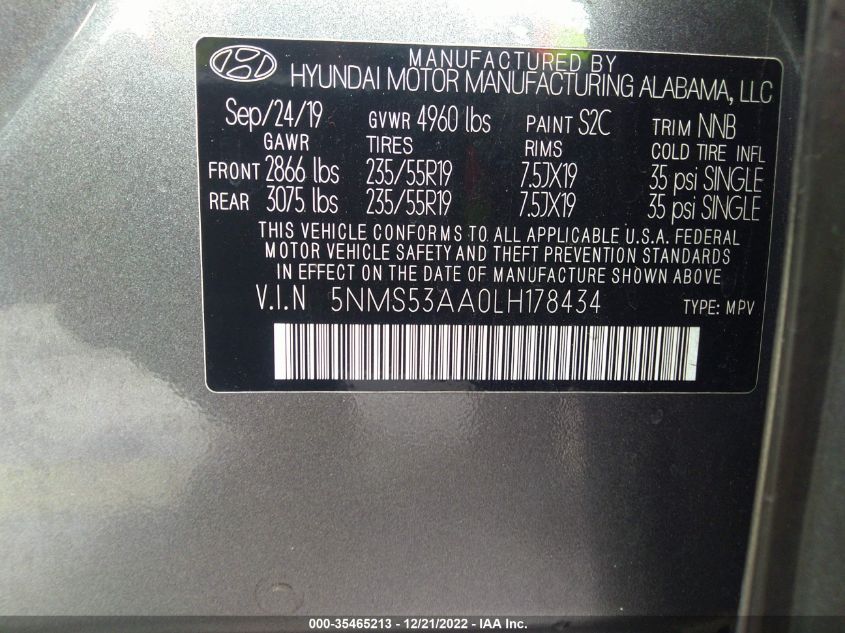 MANUFACTURED BY
HYUNDAI MOTOR MANUFACTURING ALABAMA, LLC
Sep/24/19 GVWR 4960 lbs PAINT S2C TRIM NNB
GAWR TIRES RIMS COLD TIRE INFL
FRONT 2866 lbs 235/55R19 7.5JX19 35 psi SINGLE
REAR 3075 lbs 235/55R19 7.5JX19 35 psi SINGLE
THIS VEHICLE CONFORMS TO ALL APPLICABLE U.S.A. FEDERAL
MOTOR VEHICLE SAFETY AND THEFT PREVENTION STANDARDS
IN EFFECT ON THE DATE OF MANUFACTURE SHOWN ABOVE
V.I.N 5NMS53AA0LH178434 TYPE: MPV
000-35465213 - 12/21/2022 - IAA Inc.